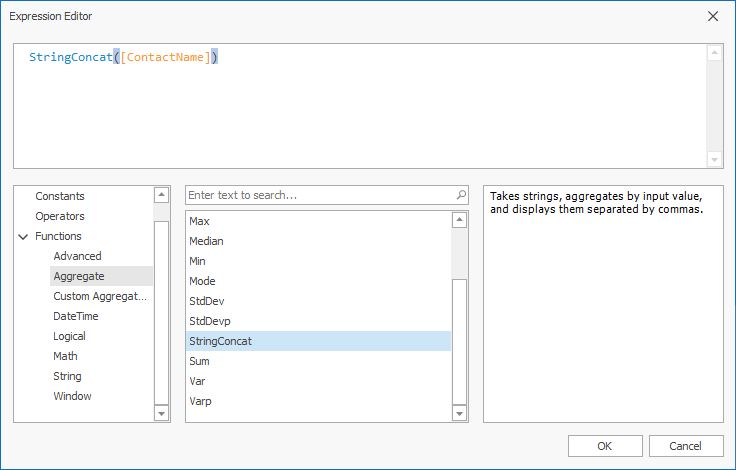 Expression Editor
StringConcat([ContactName])
Constants
Operators
Functions
Advanced
Aggregate
Custom Aggregat...
DateTime
Logical
Math
String
Window
Enter text to search...
Max
Median
Min
Mode
StdDev
StdDevp
StringConcat
Sum
Var
Varp
Takes strings, aggregates by input value,
and displays them separated by commas.
OK
Cancel